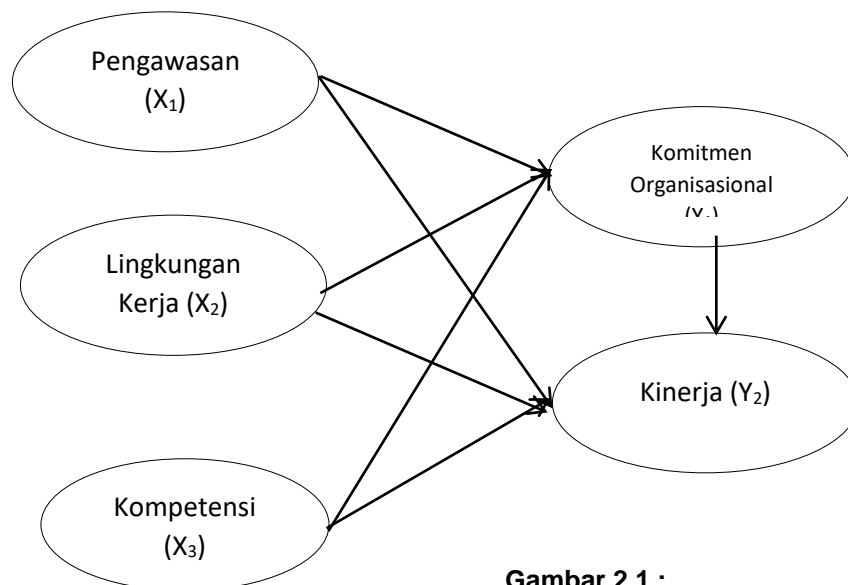 Pengawasan
(X₁)
Komitmen
Organisasional
Lingkungan
Kerja (X₂)
Kinerja (Y₂)
Kompetensi
(X₃)
Gambar 2.1 :